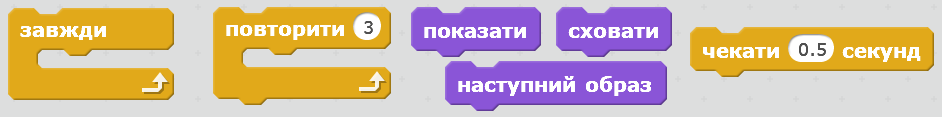 завжди
повторити 3
показати
сховати
наступний образ
чекати 0.5 секунд